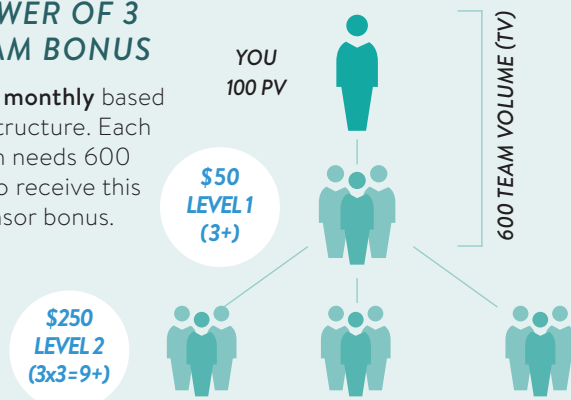 WER OF 3
AM BONUS
monthly based
tructure. Each
n needs 600
o receive this
nsor bonus.
YOU
100 PV
$50
LEVEL 1
(3+)
600 TEAM VOLUME (TV)
$250
LEVEL 2
(3x3=9+)